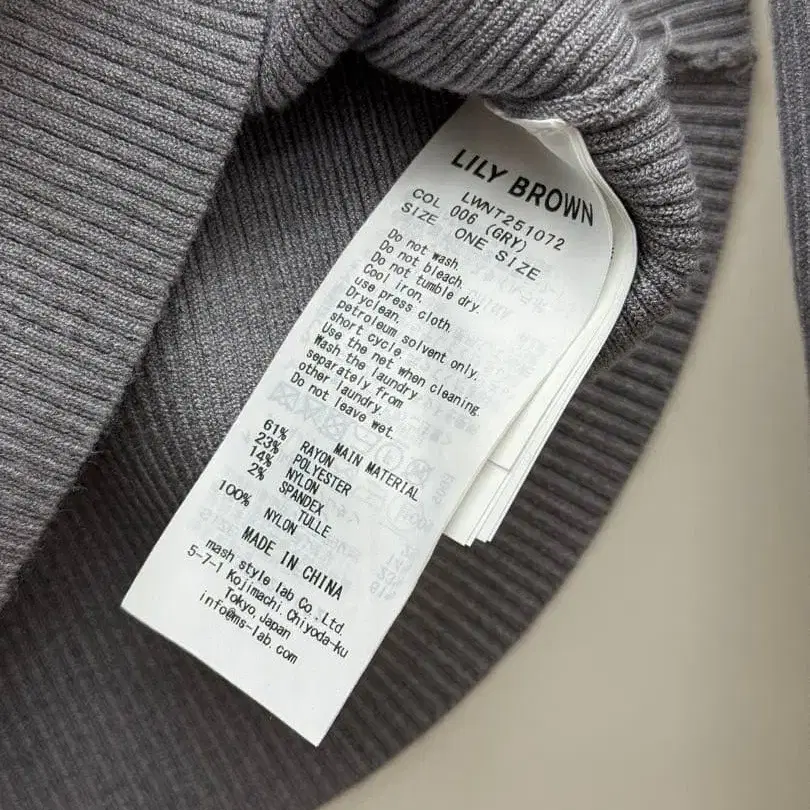 LILY BROWN
LWNT251072
COL 006 (GRY)
SIZE ONE SIZE
Do not wash.
Do not bleach.
Do not tumble dry.
Cool iron.
use press cloth.
Dryclean.
petroleum solvent only.
short cycle.
Use the net when cleaning.
Wash the laundry
separately from
other laundry.
Do not leave wet.
MAIN MATERIAL
61% RAYON
23% POLYESTER
14% NYLON
2% SPANDEX
TULLE
100% NYLON
MADE IN CHINA
mash style lab Co., Ltd.
5-7-1 Kojimachi, Chiyoda-ku
Tokyo, Japan
info@ms-lab.com